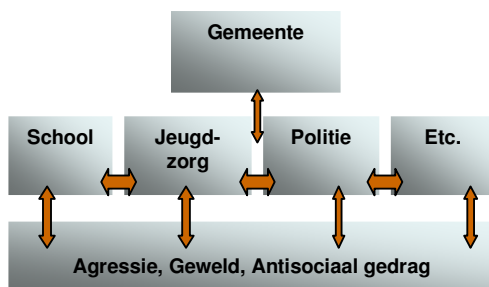 Gemeente
School
Jeugd-
zorg
Politie
Etc.
Agressie, Geweld, Antisociaal gedrag